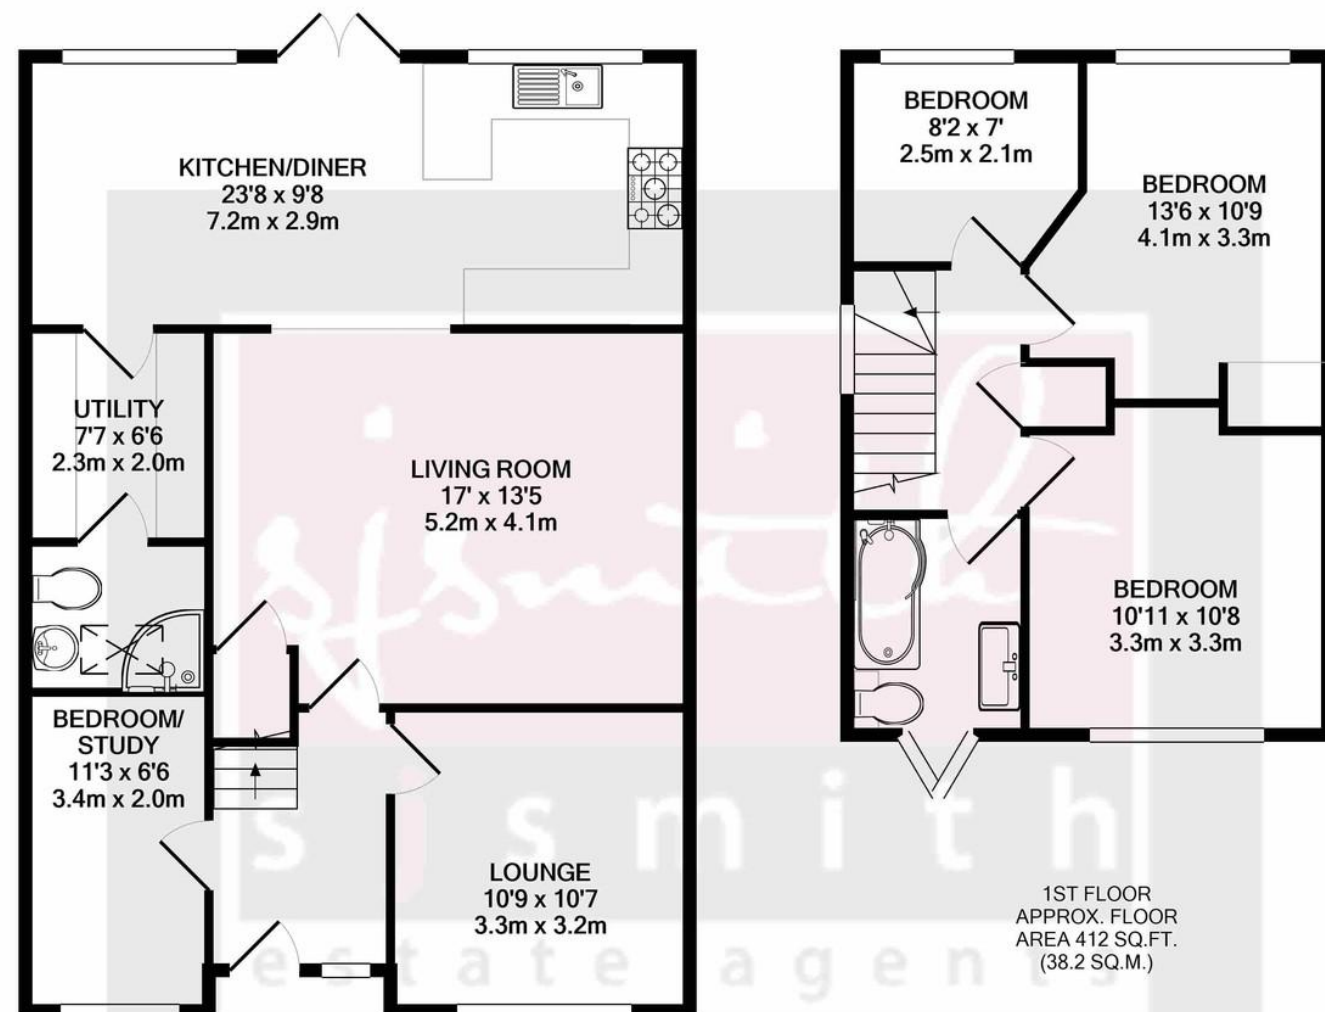 KITCHEN/DINER
23'8 x 9'8
7.2m x 2.9m
UTILITY
7'7 x 6'6
2.3m x 2.0m
LIVING ROOM
17' x 13'5
5.2m x 4.1m
BEDROOM/
STUDY
11'3 x 6'6
3.4m x 2.0m
LOUNGE
10'9 x 10'7
3.3m x 3.2m
BEDROOM
8'2 x 7'
2.5m x 2.1m
BEDROOM
13'6 x 10'9
4.1m x 3.3m
BEDROOM
10'11 x 10'8
3.3m x 3.3m
1ST FLOOR
APPROX. FLOOR
AREA 412 SQ.FT.
(38.2 SQ.M.)
sjsmith
sjsmith
estate agents